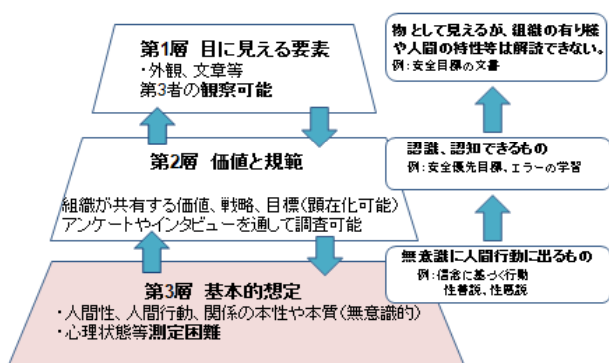 第1層 目に見える要素
・外観、文章等
第3者の観察可能
物として見えるが、組織の有り様
や人間の特性等は解読できない。
例：安全目標の文書
第2層 価値と規範
組織が共有する価値、戦略、目標(顕在化可能)
アンケートやインタビューを通して調査可能
認識、認知できるもの
例：安全優先目標、エラーの学習
第3層 基本的想定
・人間性、人間行動、関係の本性や本質(無意識的)
・心理状態等測定困難
無意識に人間行動に出るもの
例：信念に基づく行動
性善説、性悪説